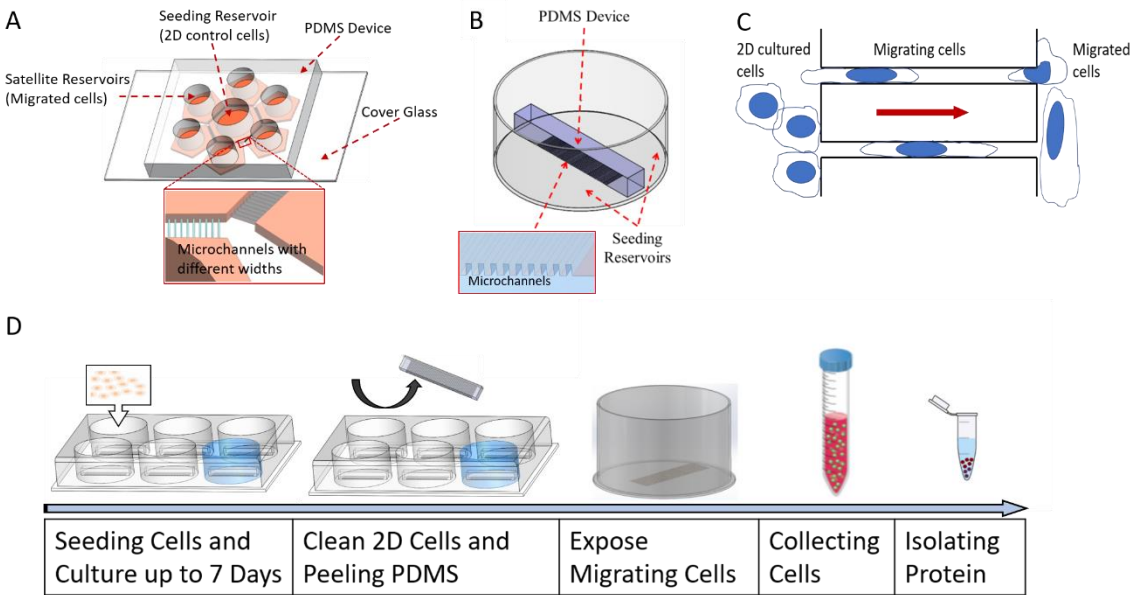 A
Seeding Reservoir
(2D control cells)
PDMS Device
Satellite Reservoirs
(Migrated cells)
Cover Glass
Microchannels with
different widths
B
PDMS Device
Seeding
Reservoirs
Microchannels
C
2D cultured
cells
Migrating cells
Migrated
cells
D
Seeding Cells and
Culture up to 7 Days
Clean 2D Cells and
Peeling PDMS
Expose
Migrating Cells
Collecting
Cells
Isolating
Protein